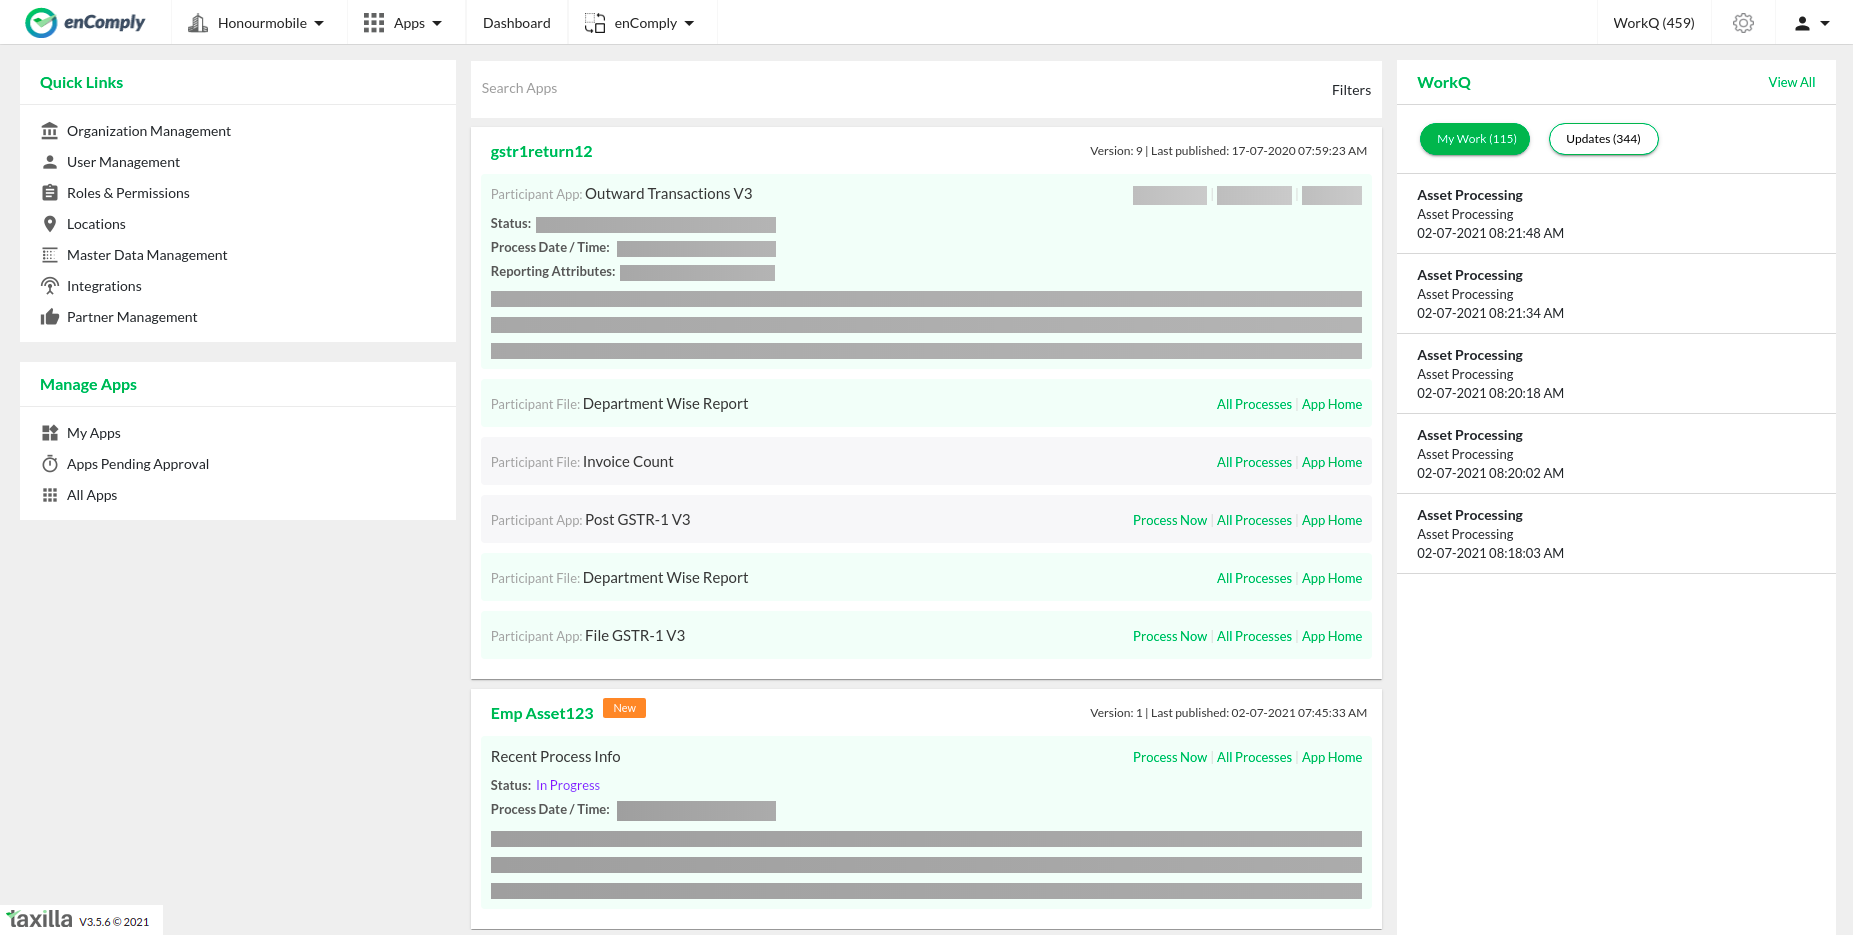 enComply
Honourmobile
Apps
Dashboard
enComply
WorkQ (459)
Quick Links
Organization Management
User Management
Roles & Permissions
Locations
Master Data Management
Integrations
Partner Management
Manage Apps
My Apps
Apps Pending Approval
All Apps
Search Apps
Filters
gstr1return12
Version: 9 | Last published: 17-07-2020 07:59:23 AM
Participant App: Outward Transactions V3
Status:
Process Date / Time:
Reporting Attributes:
Participant File: Department Wise Report
All Processes | App Home
Participant File: Invoice Count
All Processes | App Home
Participant App: Post GSTR-1 V3
Process Now | All Processes | App Home
Participant File: Department Wise Report
All Processes | App Home
Participant App: File GSTR-1 V3
Process Now | All Processes | App Home
Emp Asset123
New
Version: 1 | Last published: 02-07-2021 07:45:33 AM
Recent Process Info
Process Now | All Processes | App Home
Status: In Progress
Process Date / Time:
WorkQ
View All
My Work (115)
Updates (344)
Asset Processing
Asset Processing
02-07-2021 08:21:48 AM
Asset Processing
Asset Processing
02-07-2021 08:21:34 AM
Asset Processing
Asset Processing
02-07-2021 08:20:18 AM
Asset Processing
Asset Processing
02-07-2021 08:20:02 AM
Asset Processing
Asset Processing
02-07-2021 08:18:03 AM
taxilla V3.5.6 © 2021